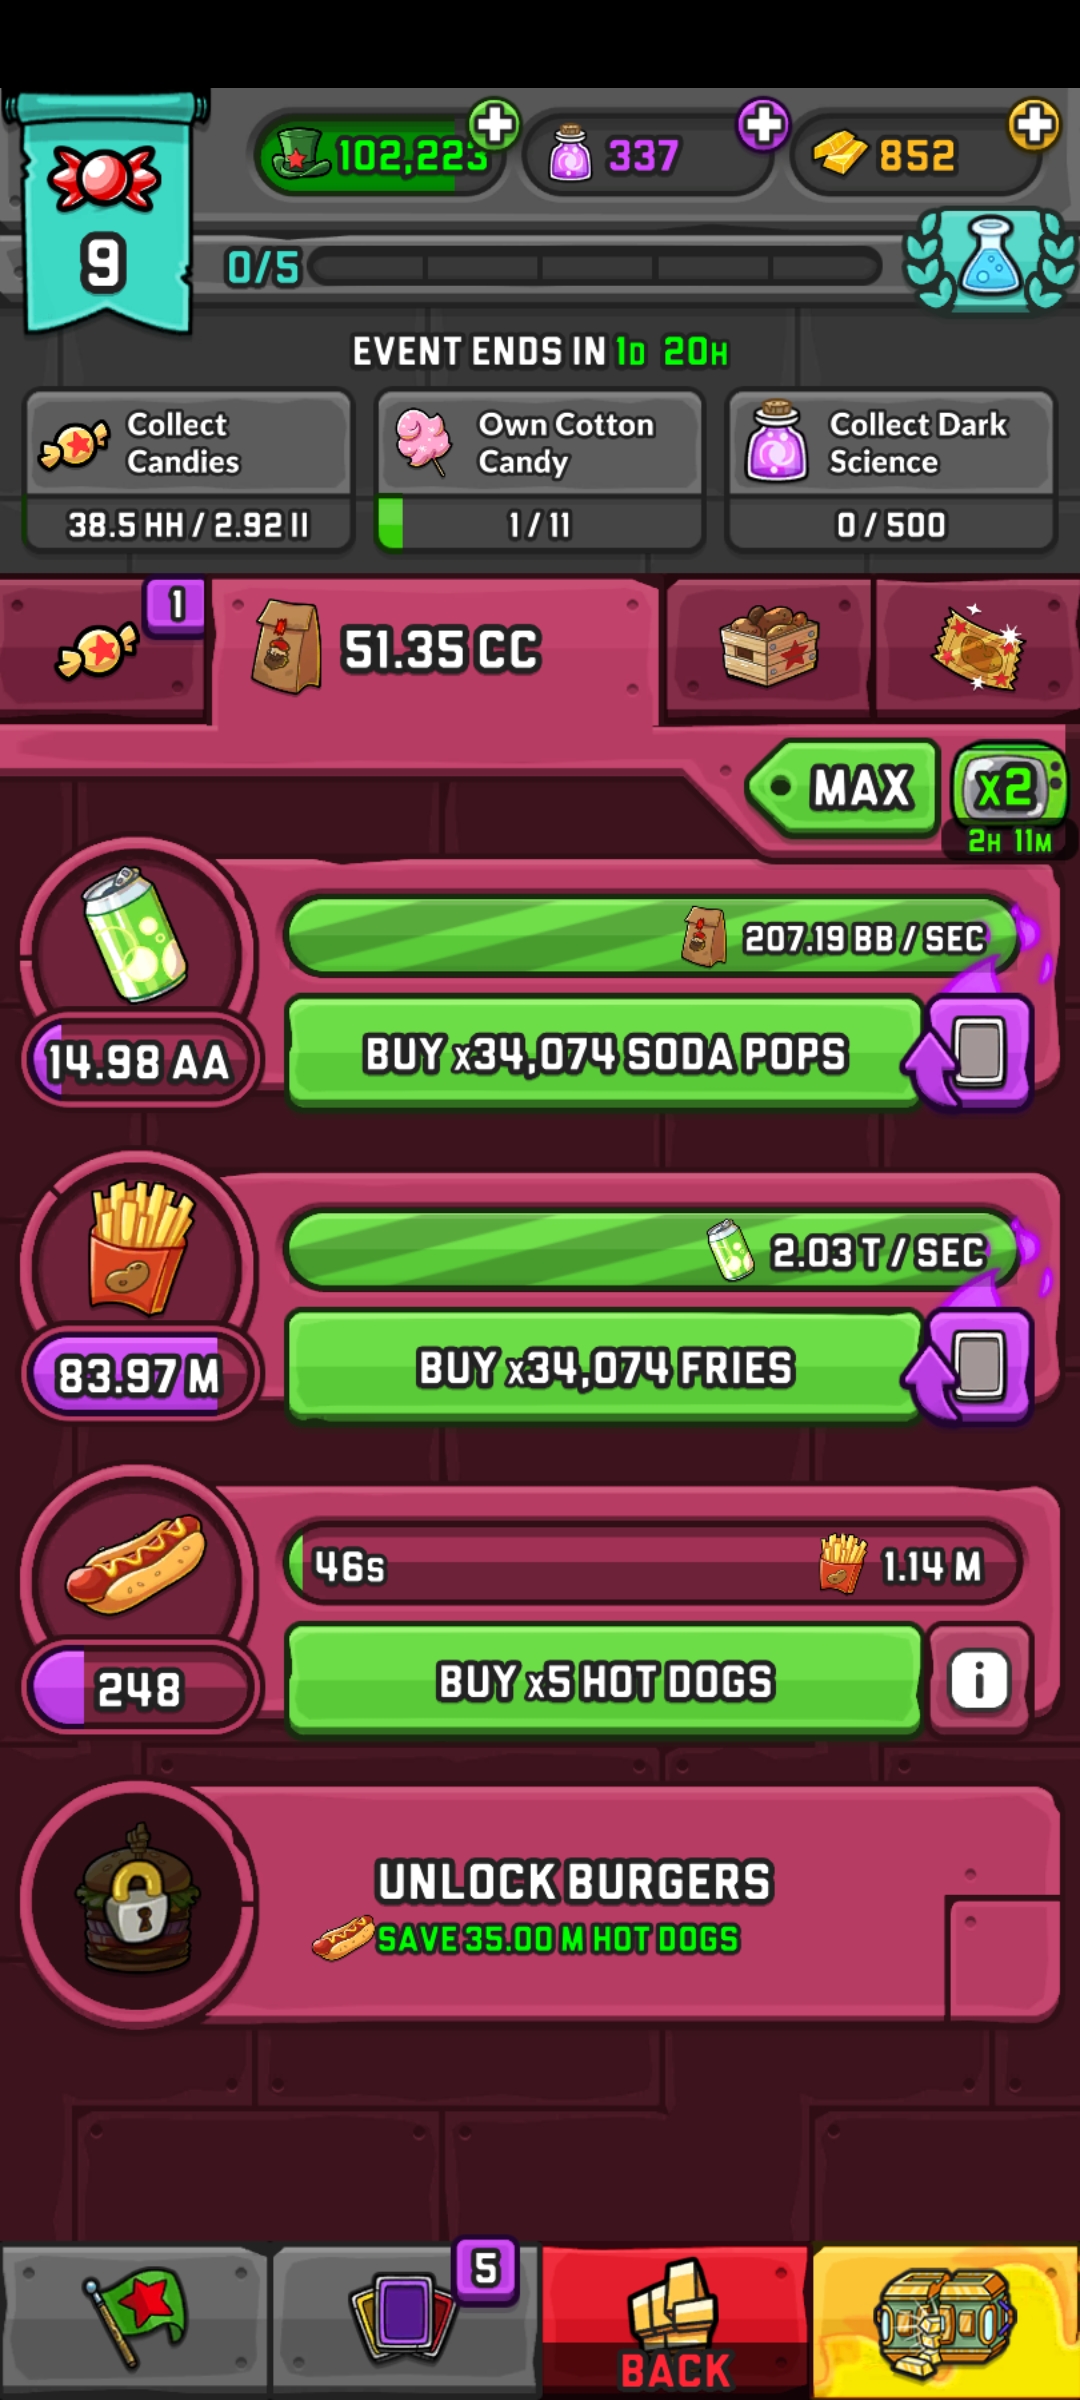 102,223
337
852
9
0/5
EVENT ENDS IN 1D 20H
Collect
Candies
38.5 HH / 2.92 II
Own Cotton
Candy
1 / 11
Collect Dark
Science
0 / 500
1
51.35 CC
MAX
x2
2H 11M
207.19 BB / SEC
14.98 AA
BUY x34,074 SODA POPS
2.03 T / SEC
83.97 M
BUY x34,074 FRIES
46s
1.14 M
248
BUY x5 HOT DOGS
i
UNLOCK BURGERS
SAVE 35.00 M HOT DOGS
5
BACK